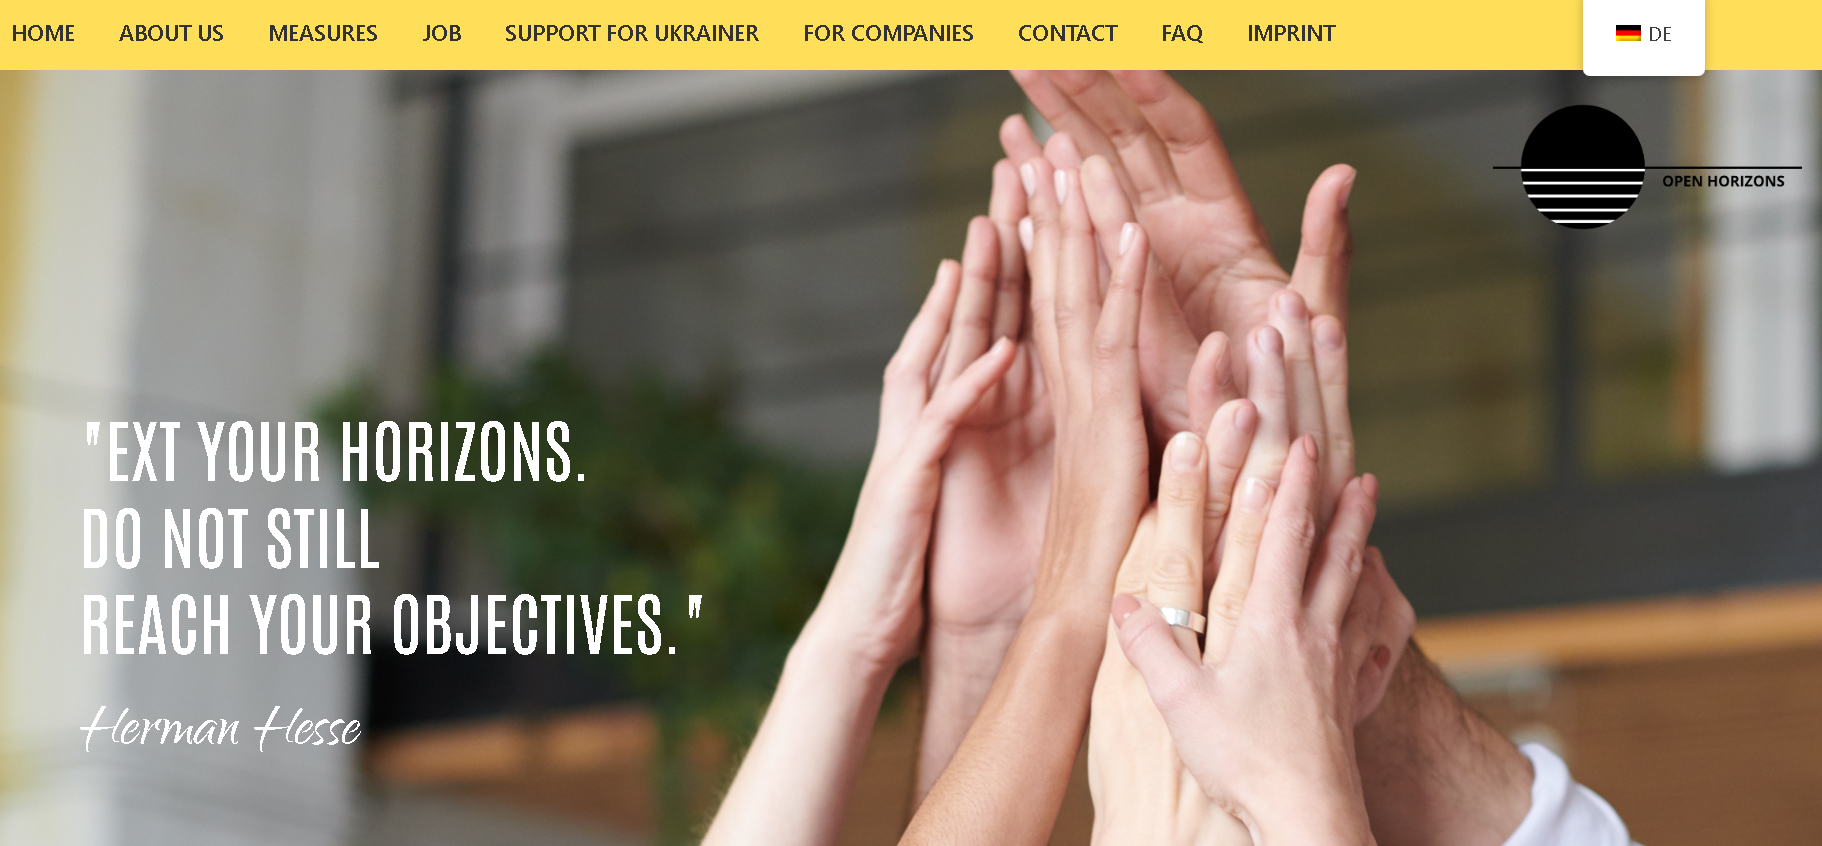 HOME ABOUT US MEASURES JOB SUPPORT FOR UKRAINER FOR COMPANIES CONTACT FAQ IMPRINT DE
OPEN HORIZONS
"EXT YOUR HORIZONS.
DO NOT STILL
REACH YOUR OBJECTIVES."
Herman Hesse